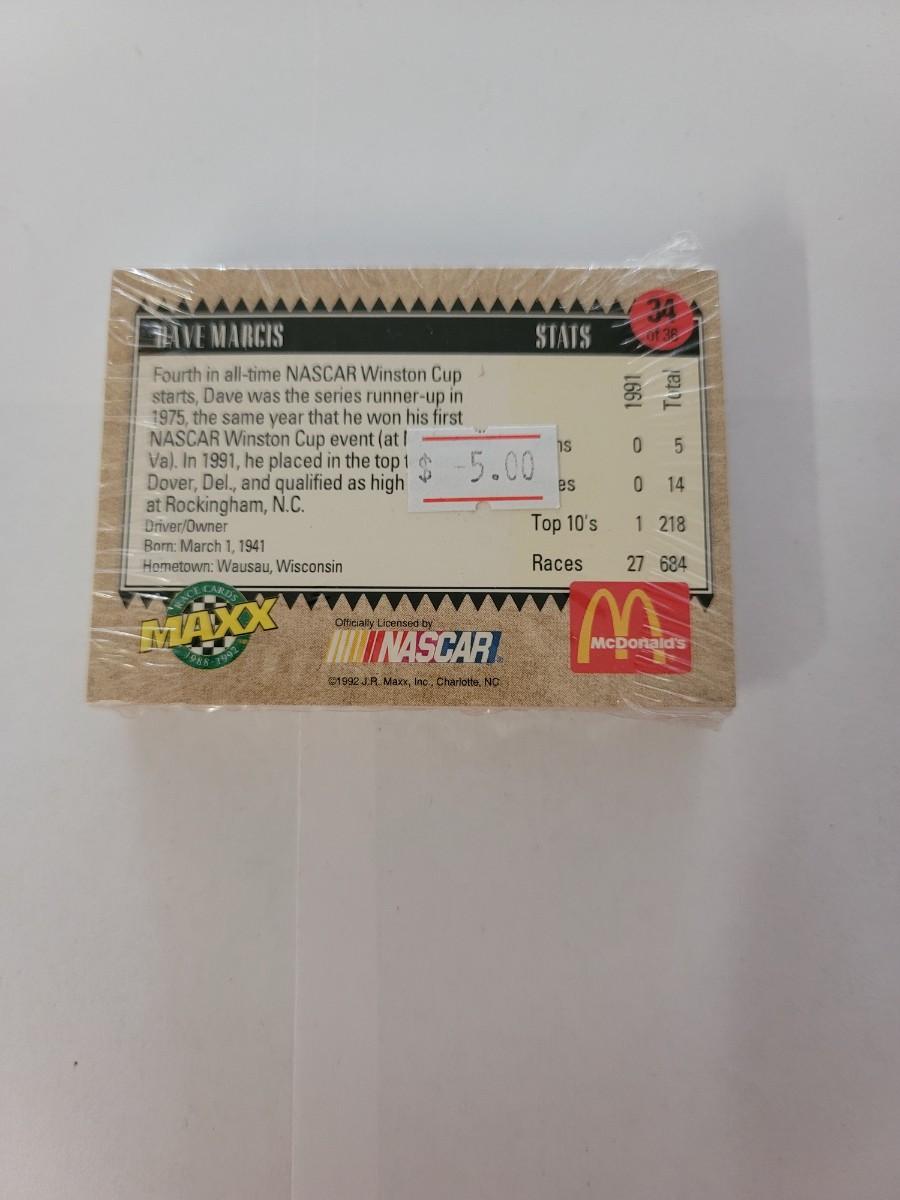 DAVE MARCIS STATS 34 of 36
1991 Total
Fourth in all-time NASCAR Winston Cup
starts, Dave was the series runner-up in
1975, the same year that he won his first
NASCAR Winston Cup event (at
Va). In 1991, he placed in the top
Dover, Del., and qualified as high
at Rockingham, N.C.
Driver/Owner
Born: March 1, 1941
Hometown: Wausau, Wisconsin
$ -5.00
0 5
0 14
Top 10's 1 218
Races 27 684
RACE CARDS
MAXX
1988-1992
Officially Licensed by
NASCAR
©1992 J.R. Maxx, Inc., Charlotte, NC
McDonald's